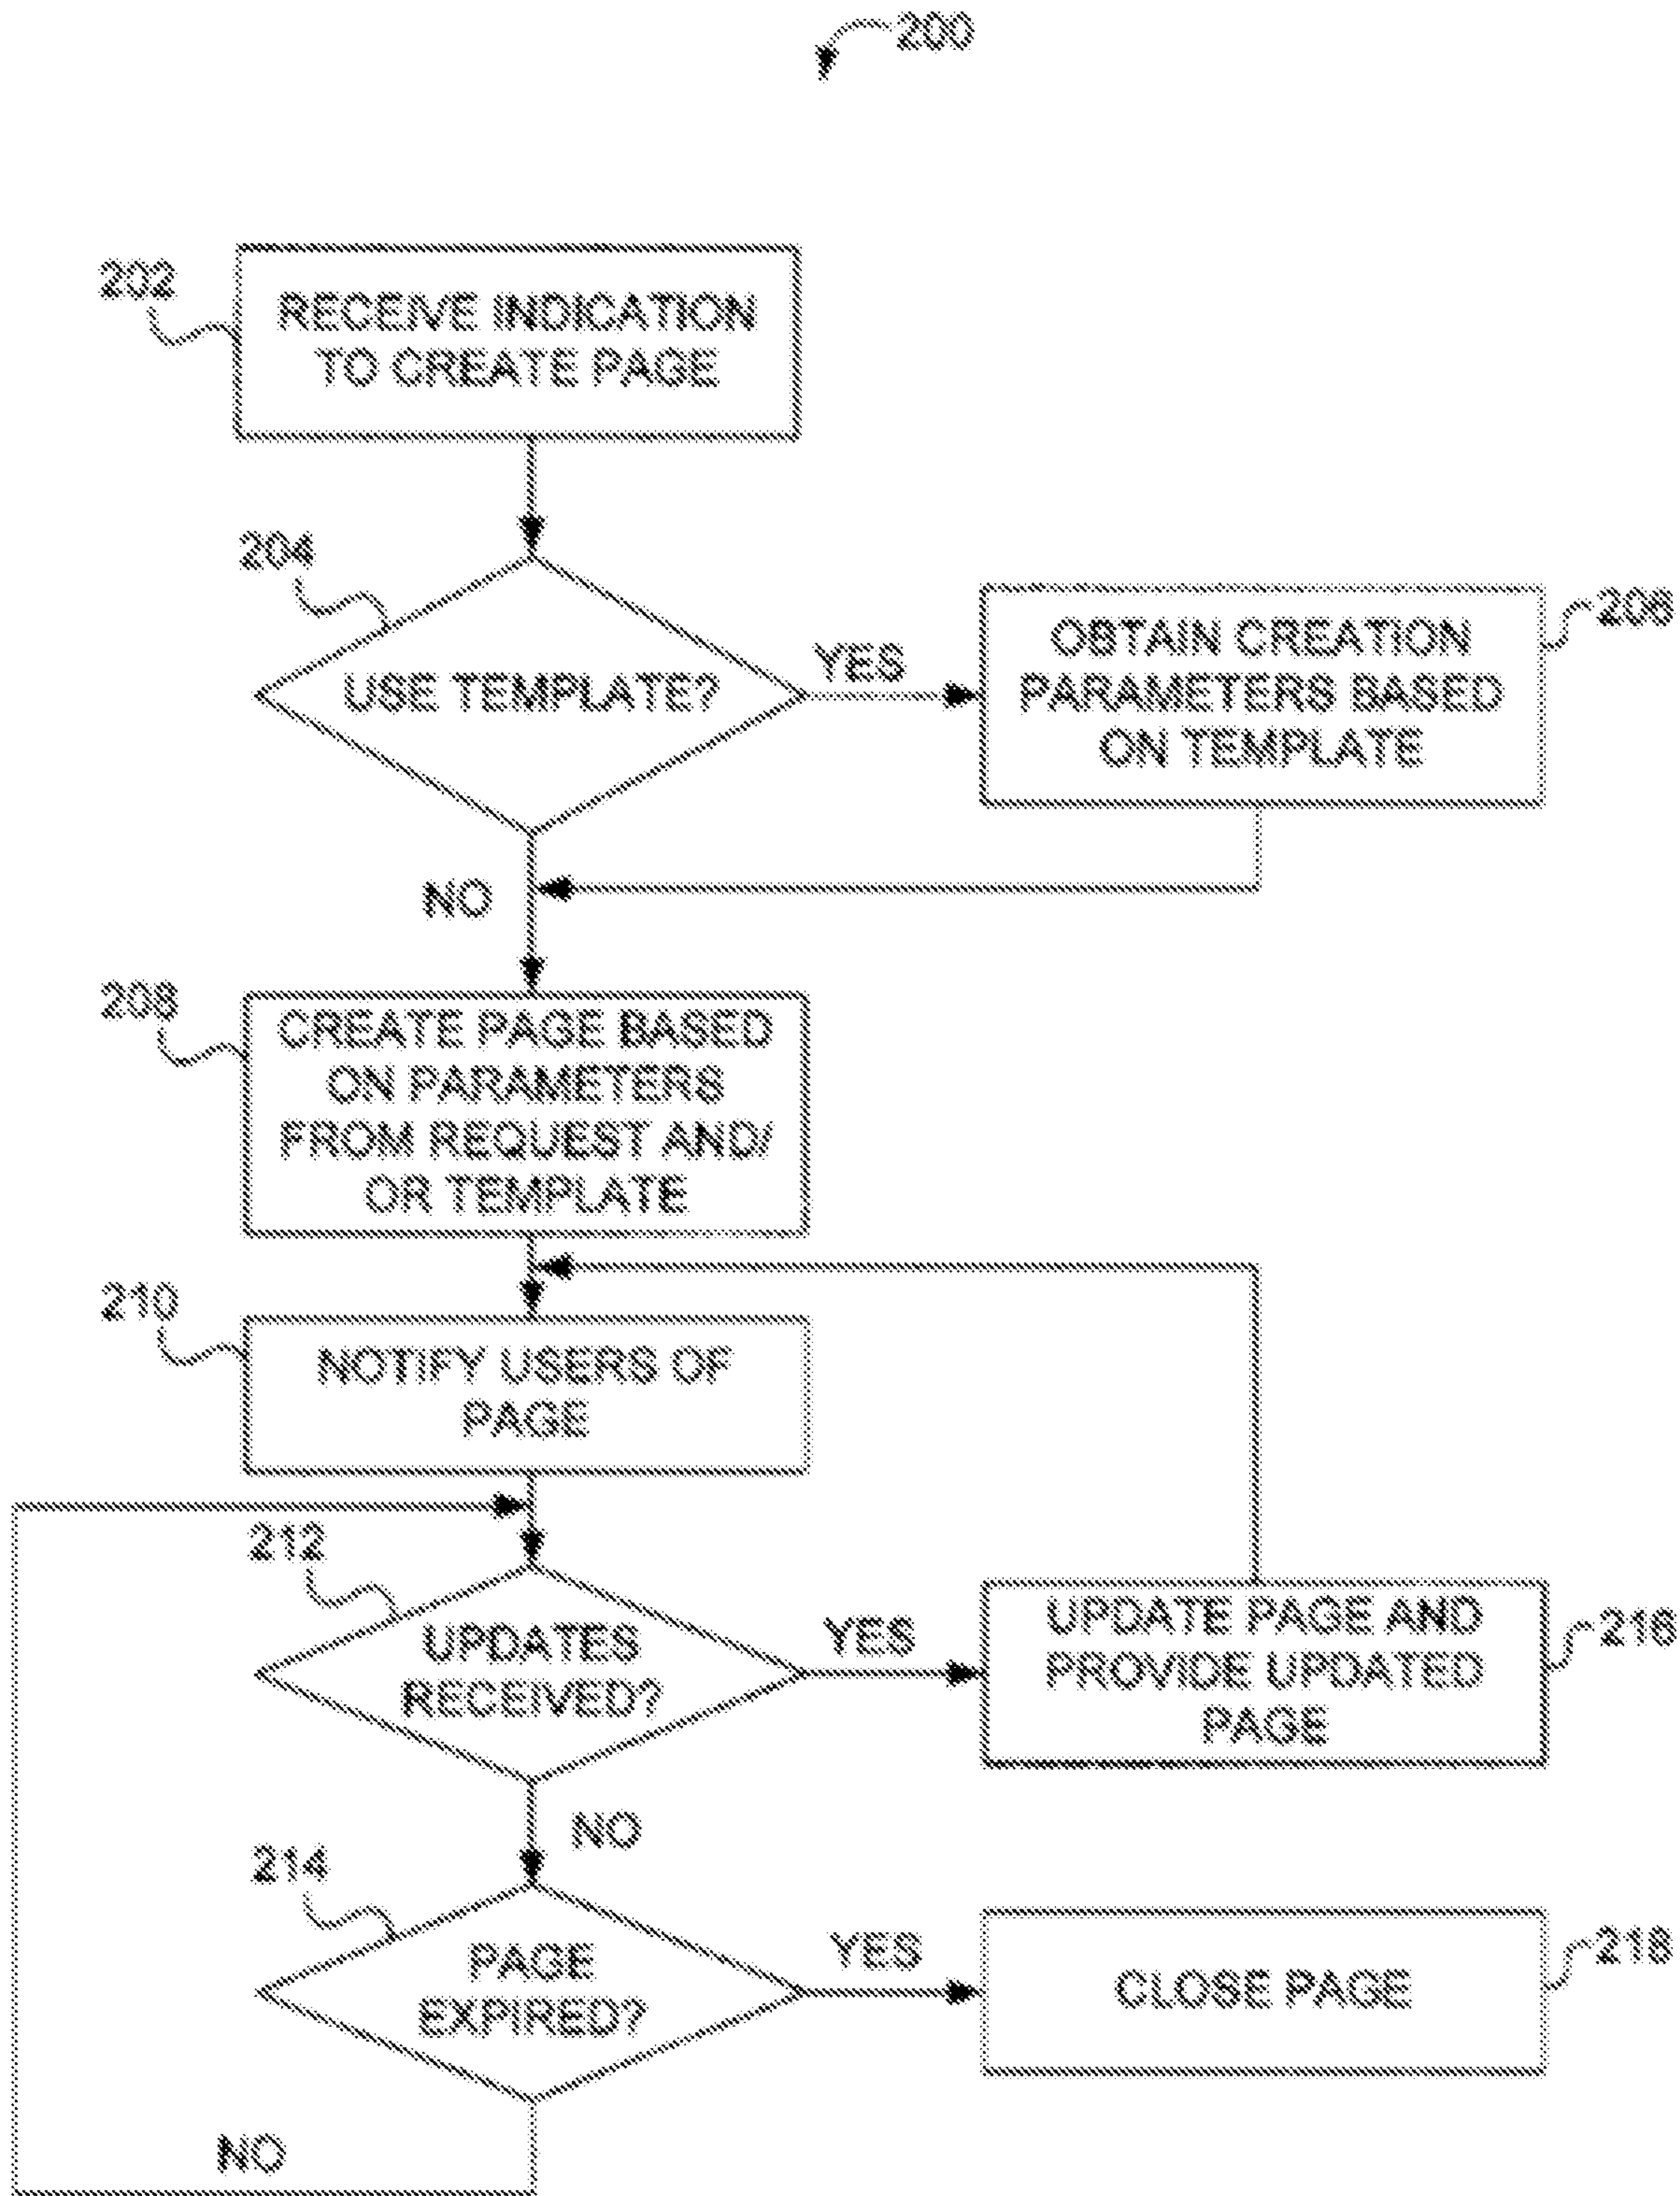 200
202
RECEIVE INDICATION
TO CREATE PAGE
204
USE TEMPLATE?
YES
206
OBTAIN CREATION
PARAMETERS BASED
ON TEMPLATE
NO
208
CREATE PAGE BASED
ON PARAMETERS
FROM REQUEST AND/
OR TEMPLATE
210
NOTIFY USERS OF
PAGE
212
UPDATES
RECEIVED?
YES
216
UPDATE PAGE AND
PROVIDE UPDATED
PAGE
NO
214
PAGE
EXPIRED?
YES
218
CLOSE PAGE
NO